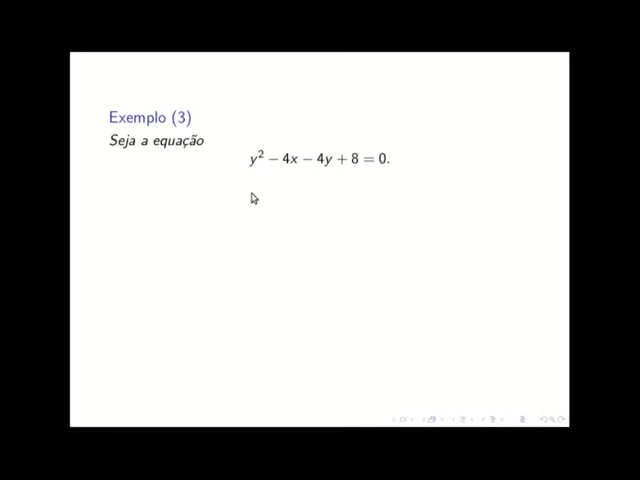 Exemplo (3)
Seja a equação
y² − 4x − 4y + 8 = 0.